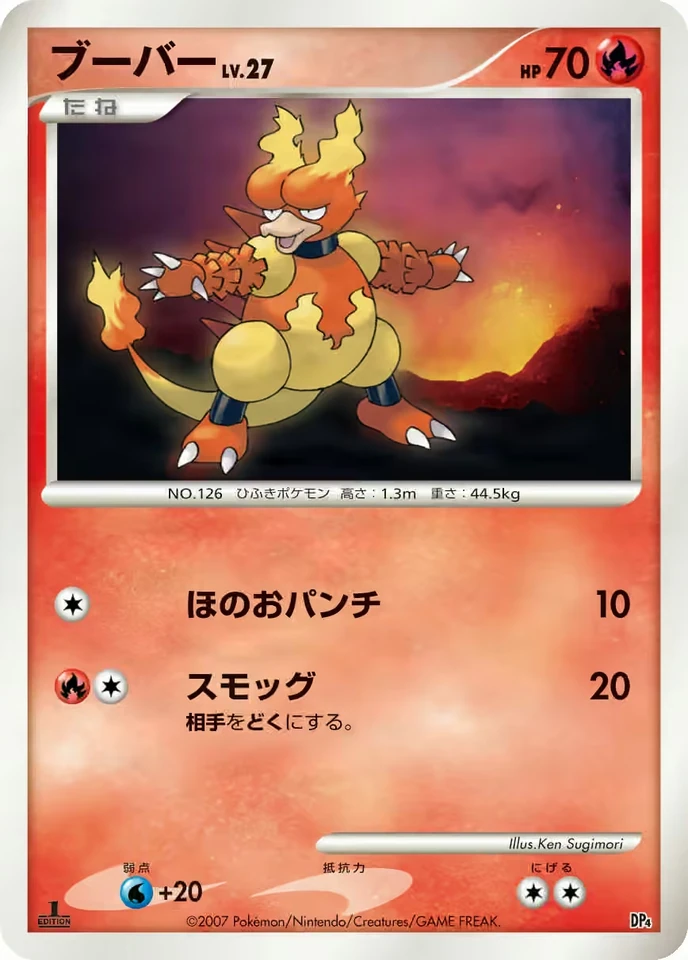 ブーバー LV.27 HP 70
たね
NO.126 ひふきポケモン 高さ：1.3m 重さ：44.5kg
ほのおパンチ 10
スモッグ 20
相手をどくにする。
Illus.Ken Sugimori
弱点 抵抗力 にげる
+20
1 EDITION
©2007 Pokémon/Nintendo/Creatures/GAME FREAK.
DP4